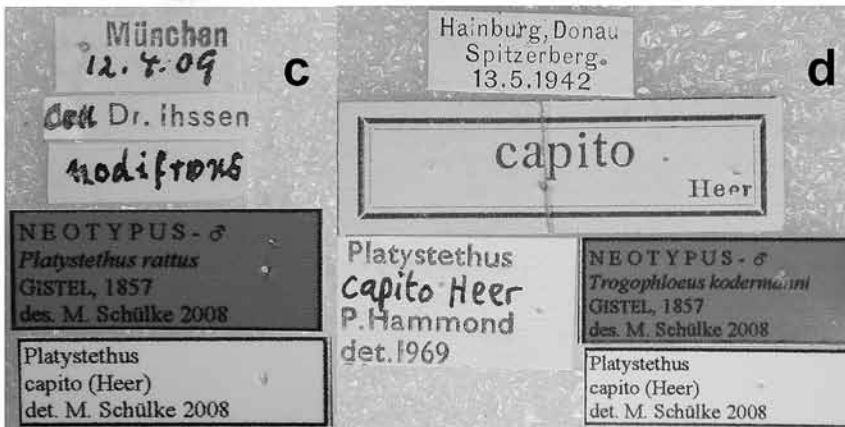 München
12.4.09
c
Coll Dr. ihssen
nodifrons
NEOTYPUS-♂
Platystethus rattus
GISTEL, 1857
des. M. Schülke 2008
Platystethus
capito (Heer)
det. M. Schülke 2008
Hainburg, Donau
Spitzerberg.
13.5.1942
d
capito
Heer
Platystethus
capito Heer
P. Hammond
det. 1969
NEOTYPUS-♂
Trogophloeus kodermanni
GISTEL, 1857
des. M. Schülke 2008
Platystethus
capito (Heer)
det. M. Schülke 2008